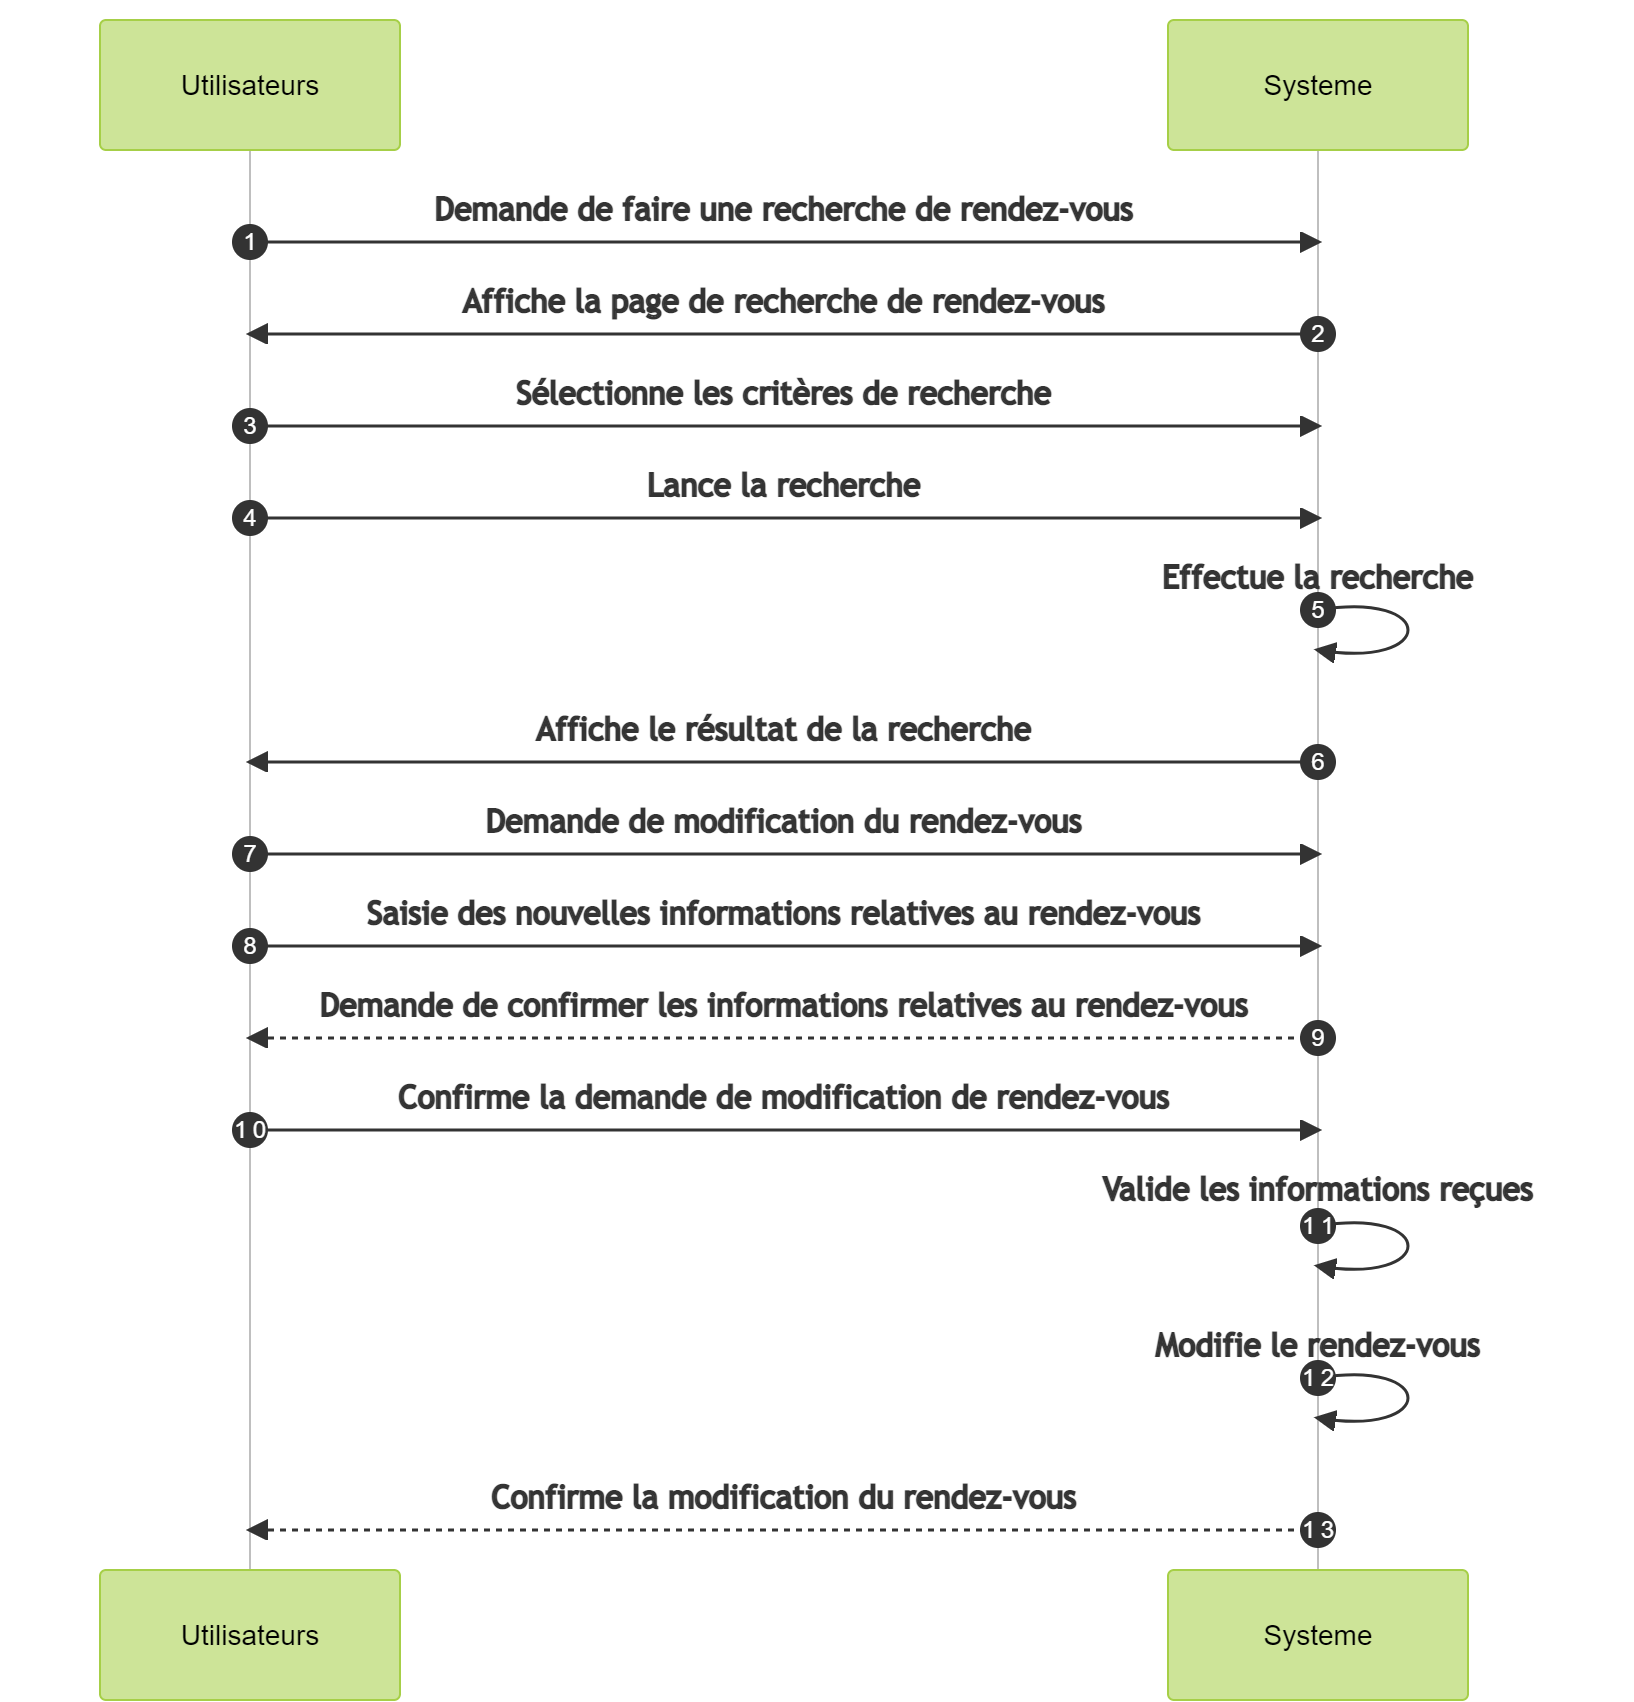 Utilisateurs
Systeme
Demande de faire une recherche de rendez-vous
1
Affiche la page de recherche de rendez-vous
2
Sélectionne les critères de recherche
3
Lance la recherche
4
Effectue la recherche
5
Affiche le résultat de la recherche
6
Demande de modification du rendez-vous
7
Saisie des nouvelles informations relatives au rendez-vous
8
Demande de confirmer les informations relatives au rendez-vous
9
Confirme la demande de modification de rendez-vous
10
Valide les informations reçues
11
Modifie le rendez-vous
12
Confirme la modification du rendez-vous
13
Utilisateurs
Systeme